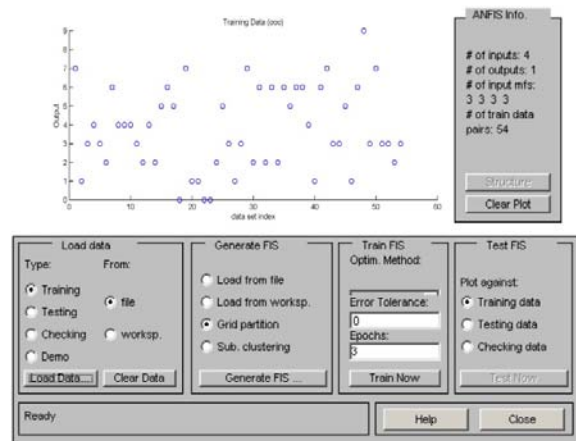 Training Data (ooo)
9
8
7
6
5
4
3
2
1
0
Output
0 10 20 30 40 50 60
data set index
ANFIS Info.
# of inputs: 4
# of outputs: 1
# of input mfs:
3 3 3 3
# of train data
pairs: 54
Structure
Clear Plot
Load data
Type: From:
Training
Testing
Checking
Demo
file
worksp.
Load Data... Clear Data
Generate FIS
Load from file
Load from worksp.
Grid partition
Sub. clustering
Generate FIS ...
Train FIS
Optim. Method:
Error Tolerance:
0
Epochs:
3
Train Now
Test FIS
Plot against:
Training data
Testing data
Checking data
Test Now
Ready
Help Close